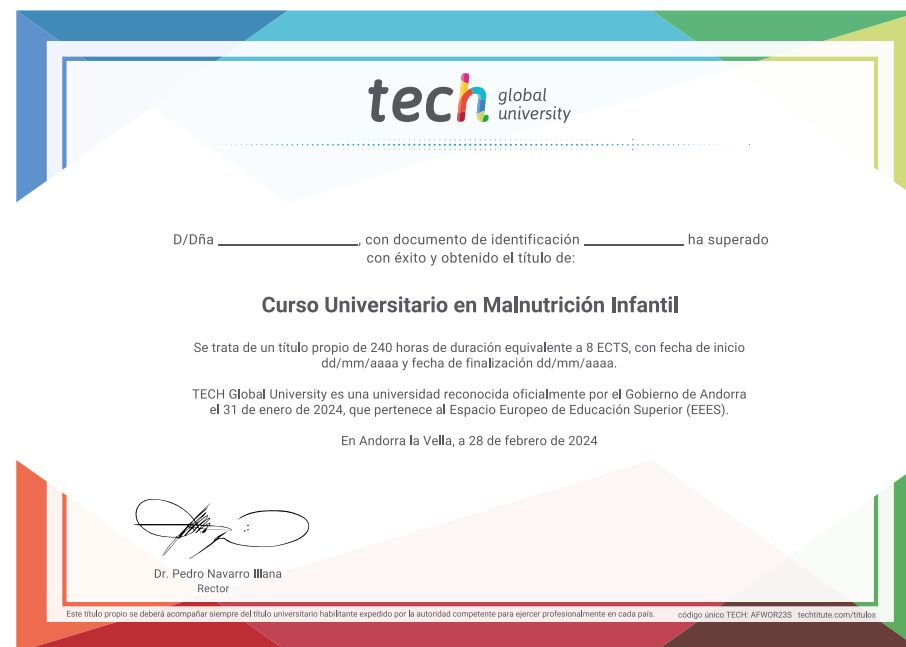 tech global university
D/Dña ____________________, con documento de identificación ______________ ha superado
con éxito y obtenido el título de:
Curso Universitario en Malnutrición Infantil
Se trata de un título propio de 240 horas de duración equivalente a 8 ECTS, con fecha de inicio
dd/mm/aaaa y fecha de finalización dd/mm/aaaa.
TECH Global University es una universidad reconocida oficialmente por el Gobierno de Andorra
el 31 de enero de 2024, que pertenece al Espacio Europeo de Educación Superior (EEES).
En Andorra la Vella, a 28 de febrero de 2024
Dr. Pedro Navarro Illana
Rector
Este título propio se deberá acompañar siempre del título universitario habilitante expedido por la autoridad competente para ejercer profesionalmente en cada país. código único TECH: AFWOR23S techtitute.com/titulos